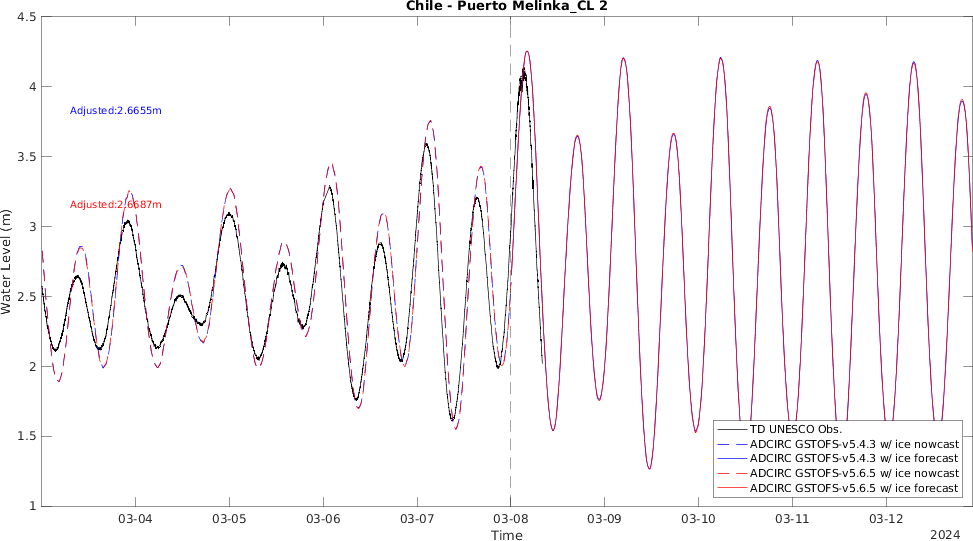 Chile - Puerto Melinka_CL 2
4.5
4
3.5
3
2.5
2
1.5
1
Water Level (m)
Adjusted:2.6655m
Adjusted:2.6687m
03-04
03-05
03-06
03-07
03-08
03-09
03-10
03-11
03-12
Time
2024
TD UNESCO Obs.
ADCIRC GSTOFS-v5.4.3 w/ ice nowcast
ADCIRC GSTOFS-v5.4.3 w/ ice forecast
ADCIRC GSTOFS-v5.6.5 w/ ice nowcast
ADCIRC GSTOFS-v5.6.5 w/ ice forecast